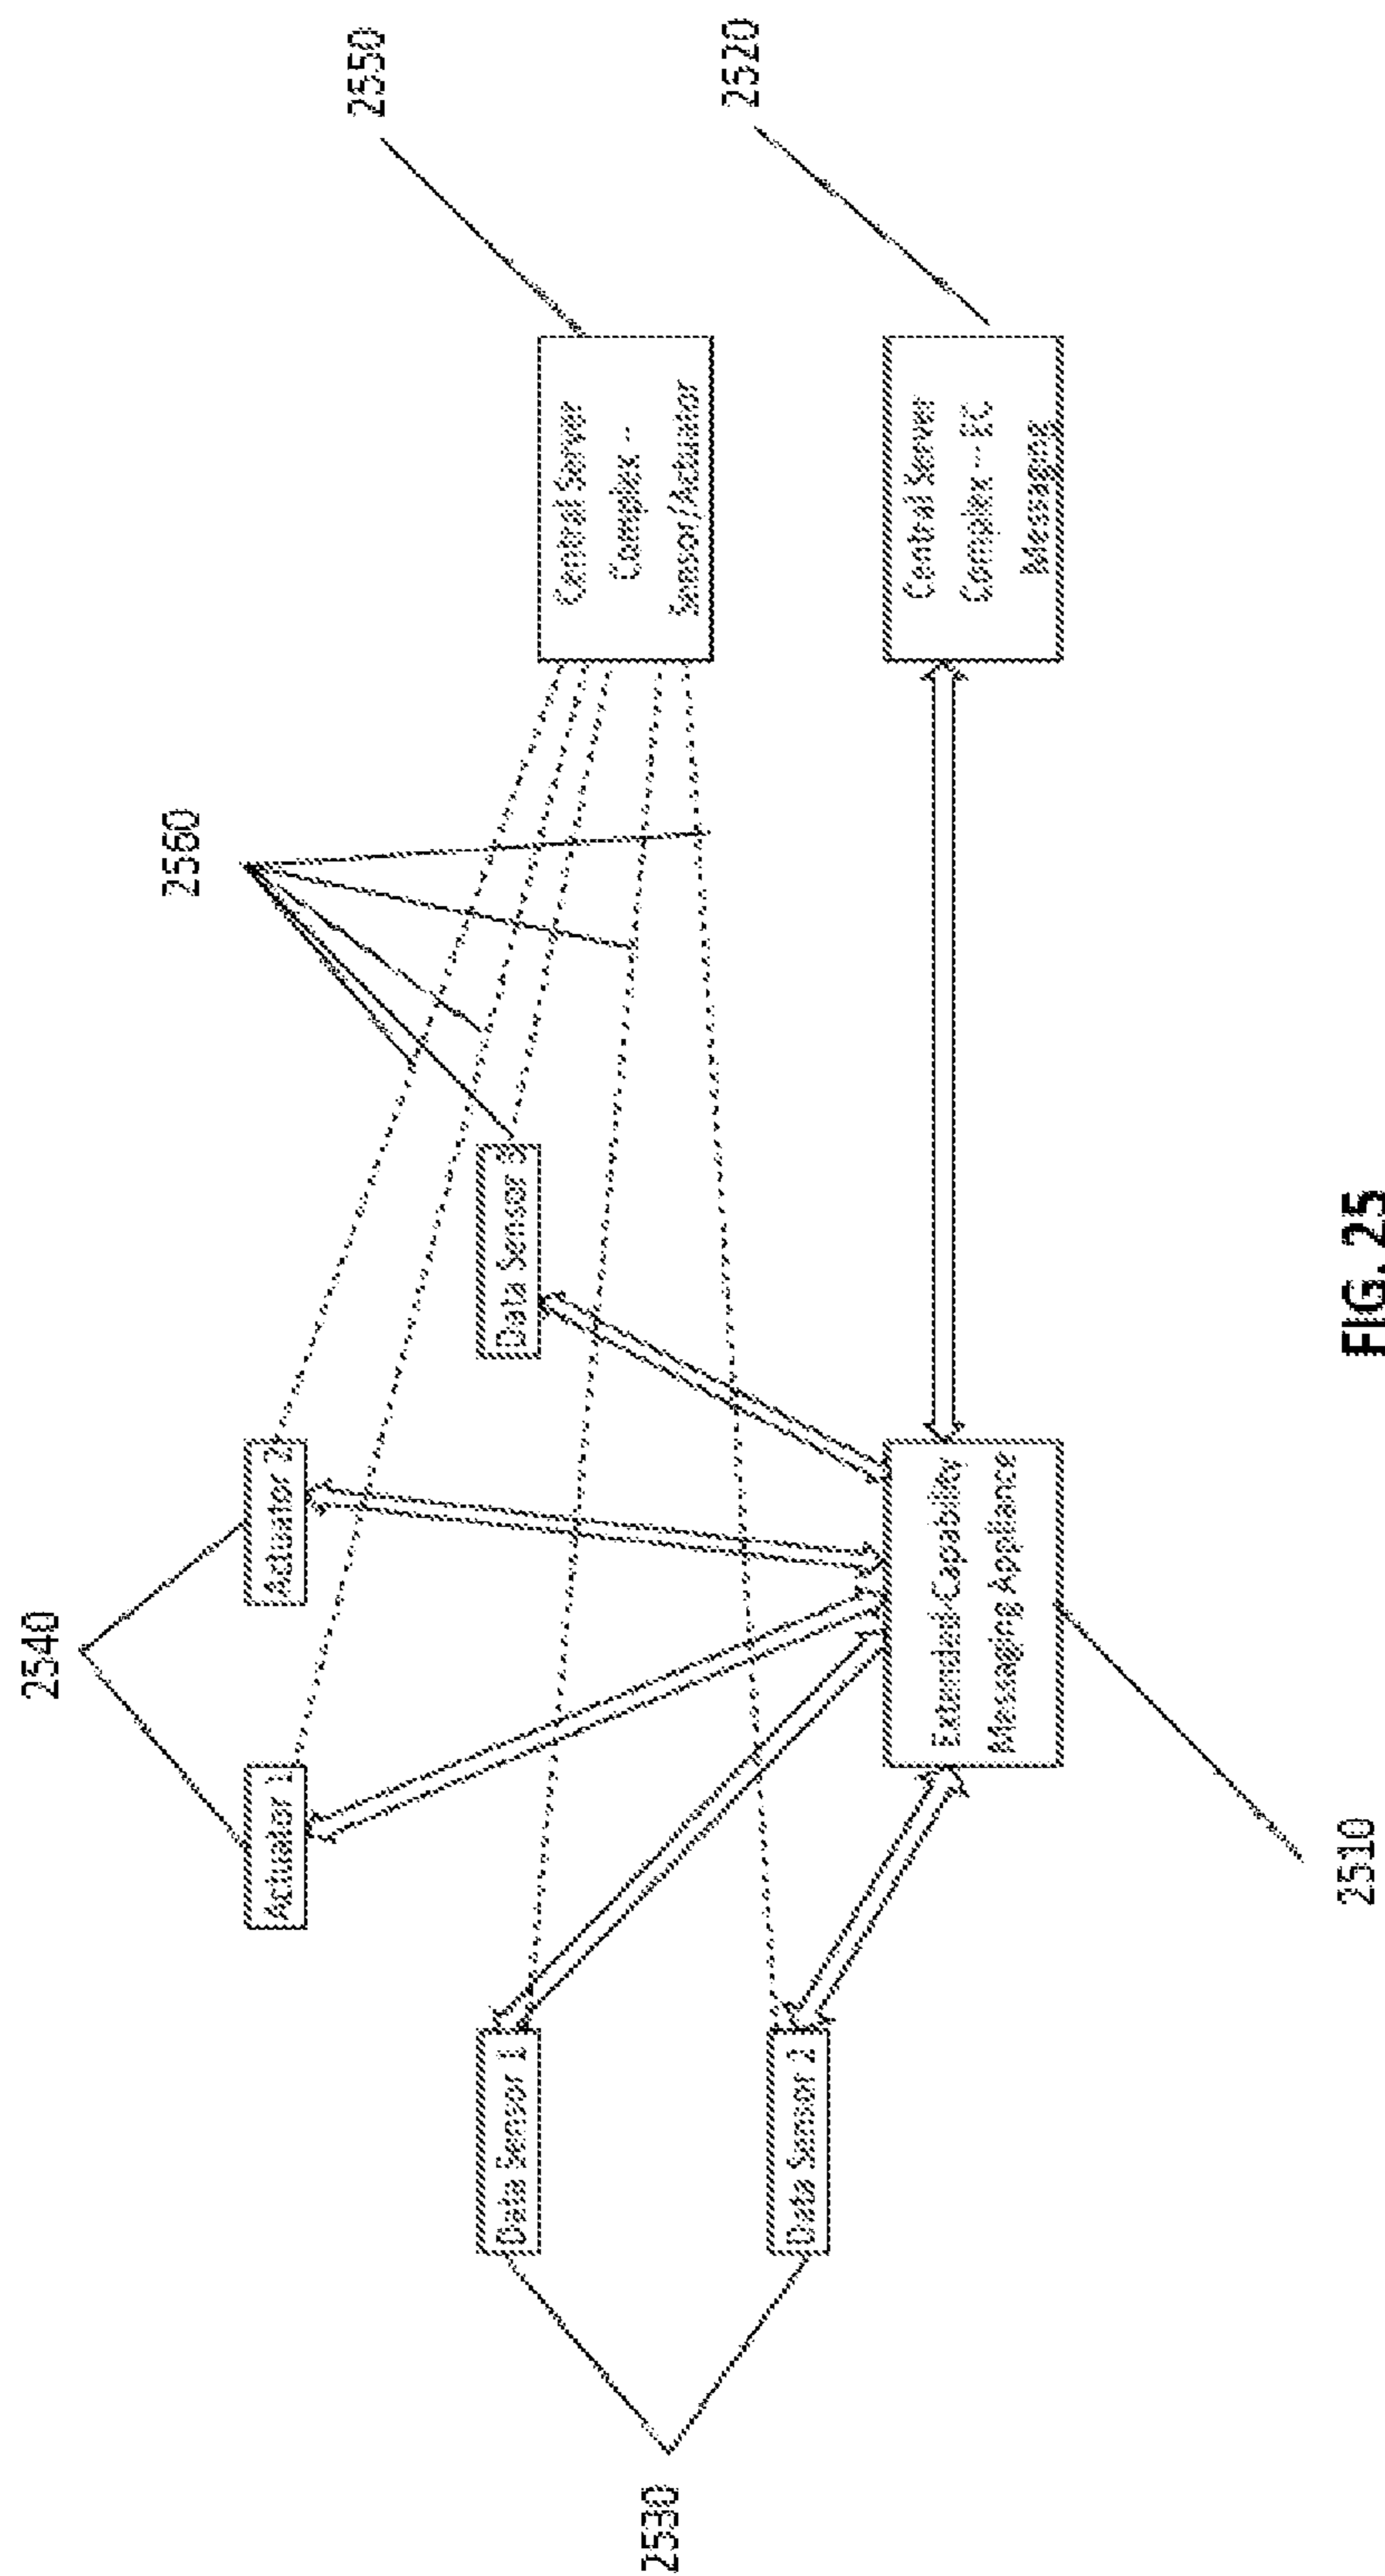 2540
2560
2550
Actuator 1
Actuator 2
Data Sensor 1
Data Sensor 3
Central Server
Complex --
Sensor/Actuator
2520
2530
Data Sensor 2
Extended-Capability
Messaging Appliance
Central Server
Complex -- EC
Messaging
2510
FIG. 25